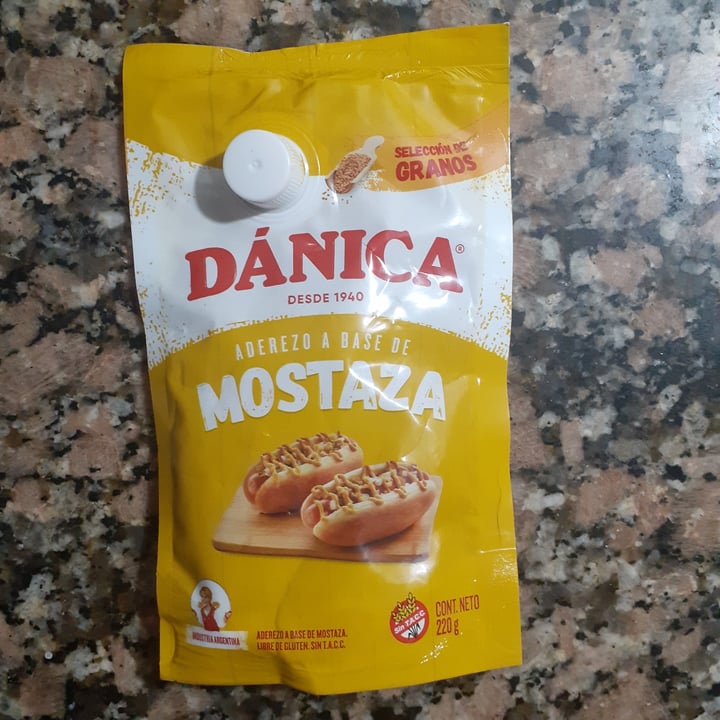 SELECCIÓN DE
GRANOS
DÁNICA®
DESDE 1940
ADEREZO A BASE DE
MOSTAZA
INDUSTRIA ARGENTINA
ADEREZO A BASE DE MOSTAZA.
LIBRE DE GLUTEN. SIN T.A.C.C.
Sin T.A.C.C.
CONT. NETO
220 g